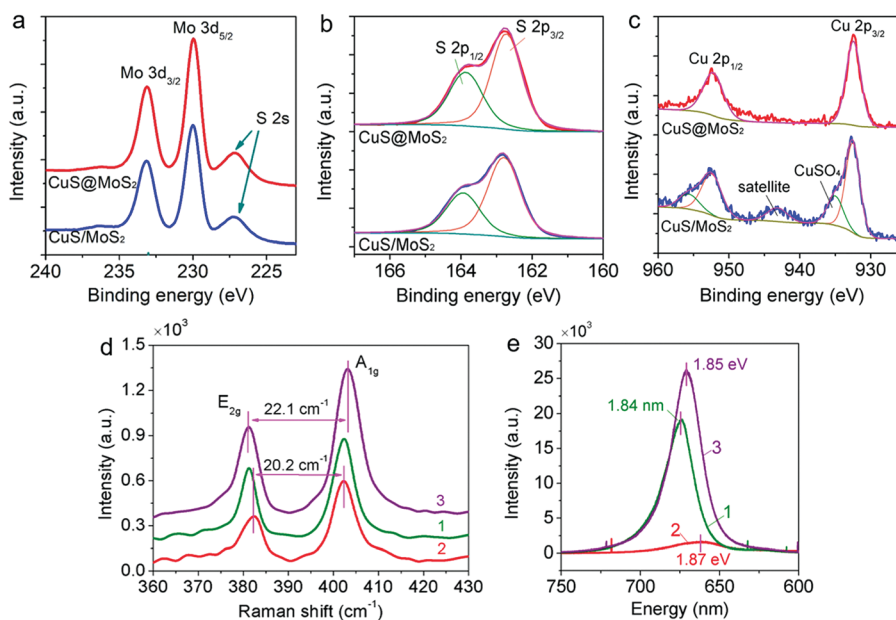 a
Mo 3d5/2
Mo 3d3/2
S 2s
CuS@MoS2
CuS/MoS2
Intensity (a.u.)
240 235 230 225
Binding energy (eV)
b
S 2p3/2
S 2p1/2
CuS@MoS2
CuS/MoS2
Intensity (a.u.)
166 164 162 160
Binding energy (eV)
c
Cu 2p3/2
Cu 2p1/2
CuS@MoS2
CuSO4
satellite
CuS/MoS2
Intensity (a.u.)
960 950 940 930
Binding energy (eV)
×10³
d
A1g
E2g
22.1 cm⁻¹
20.2 cm⁻¹
3
1
2
1.5
1.2
0.9
0.6
0.3
0.0
Intensity (a.u.)
360 370 380 390 400 410 420 430
Raman shift (cm⁻¹)
×10³
e
1.85 eV
1.84 nm
3
1
2
1.87 eV
30
25
20
15
10
5
0
Intensity (a.u.)
750 700 650 600
Energy (nm)